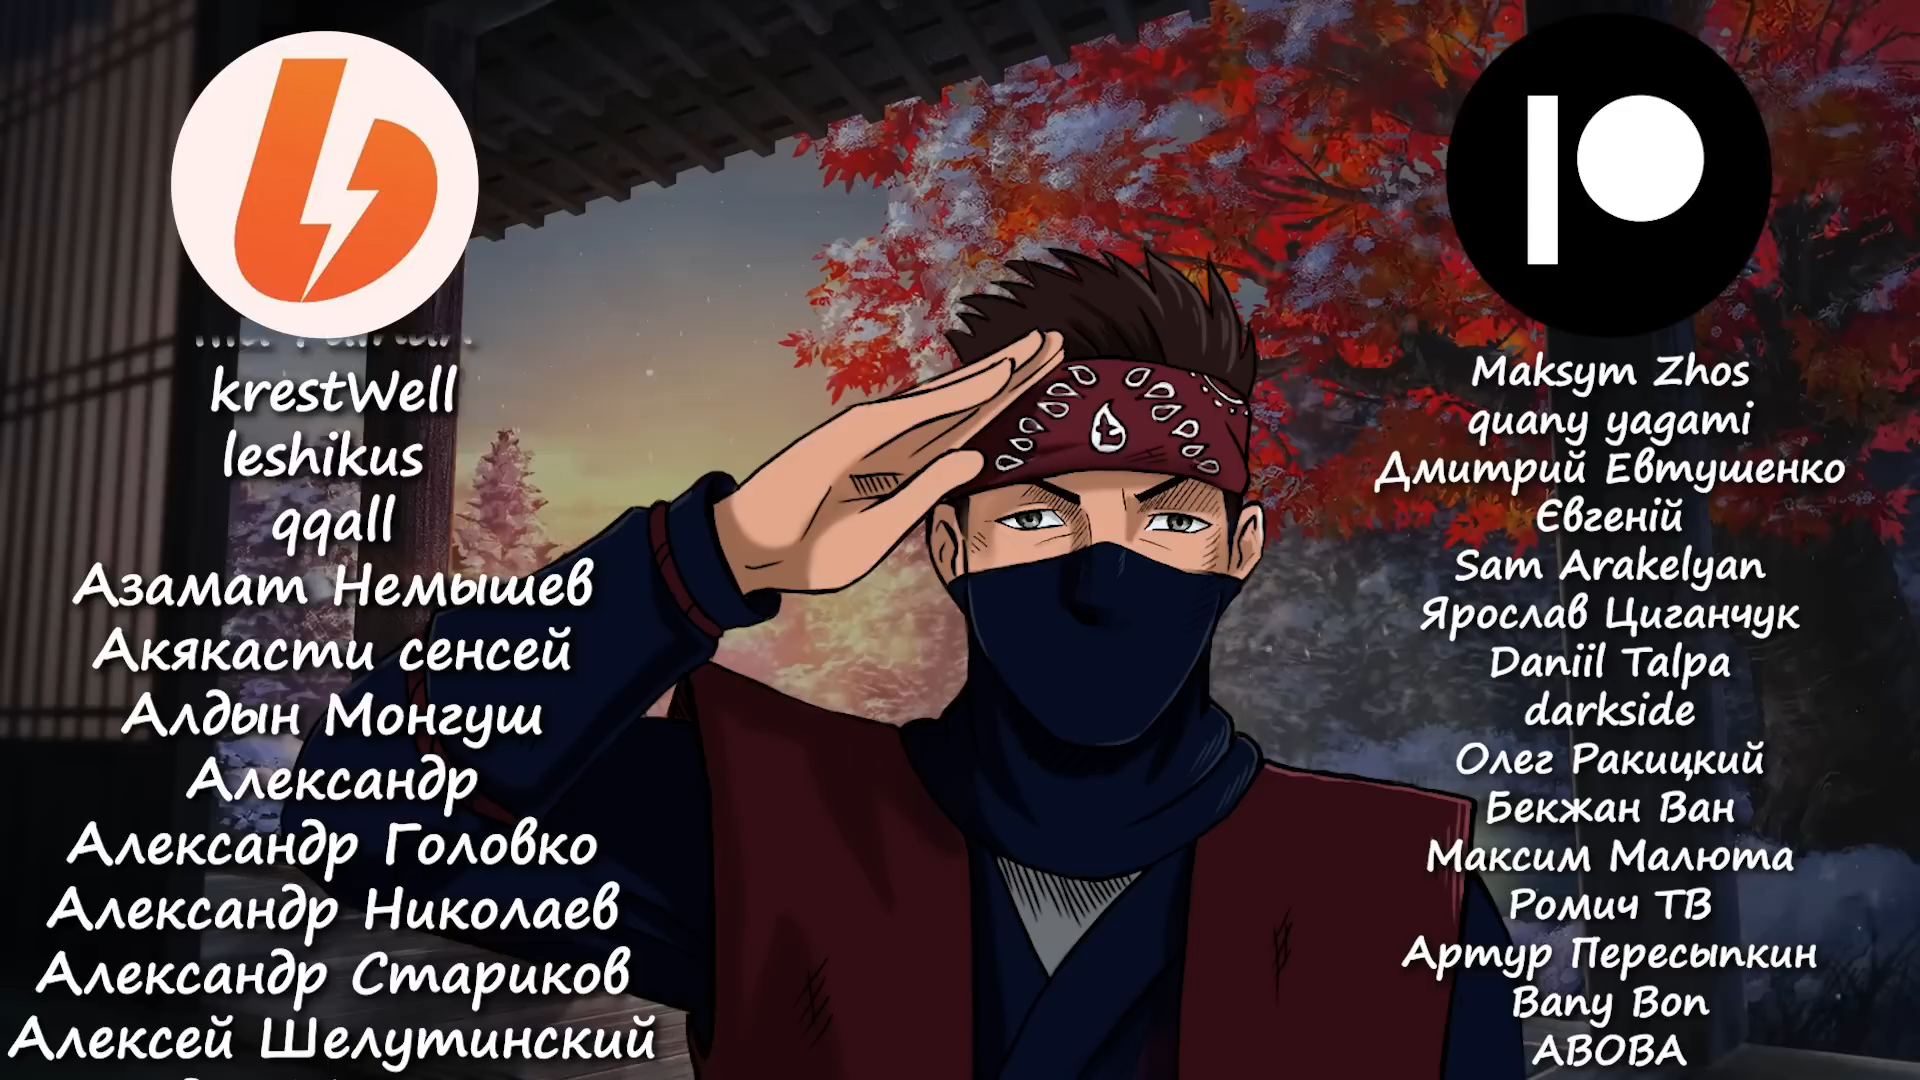 krestWell
leshikus
qqall
Азамат Немышев
Акякасти сенсей
Алдын Монгуш
Александр
Александр Головко
Александр Николаев
Александр Стариков
Алексей Шелутинский
Maksym Zhos
quany yagami
Дмитрий Евтушенко
Євгеній
Sam Arakelyan
Ярослав Циганчук
Daniil Talpa
darkside
Олег Ракицкий
Бекжан Ван
Максим Малюта
Ромич ТВ
Артур Пересыпкин
Bany Bon
ABOBA